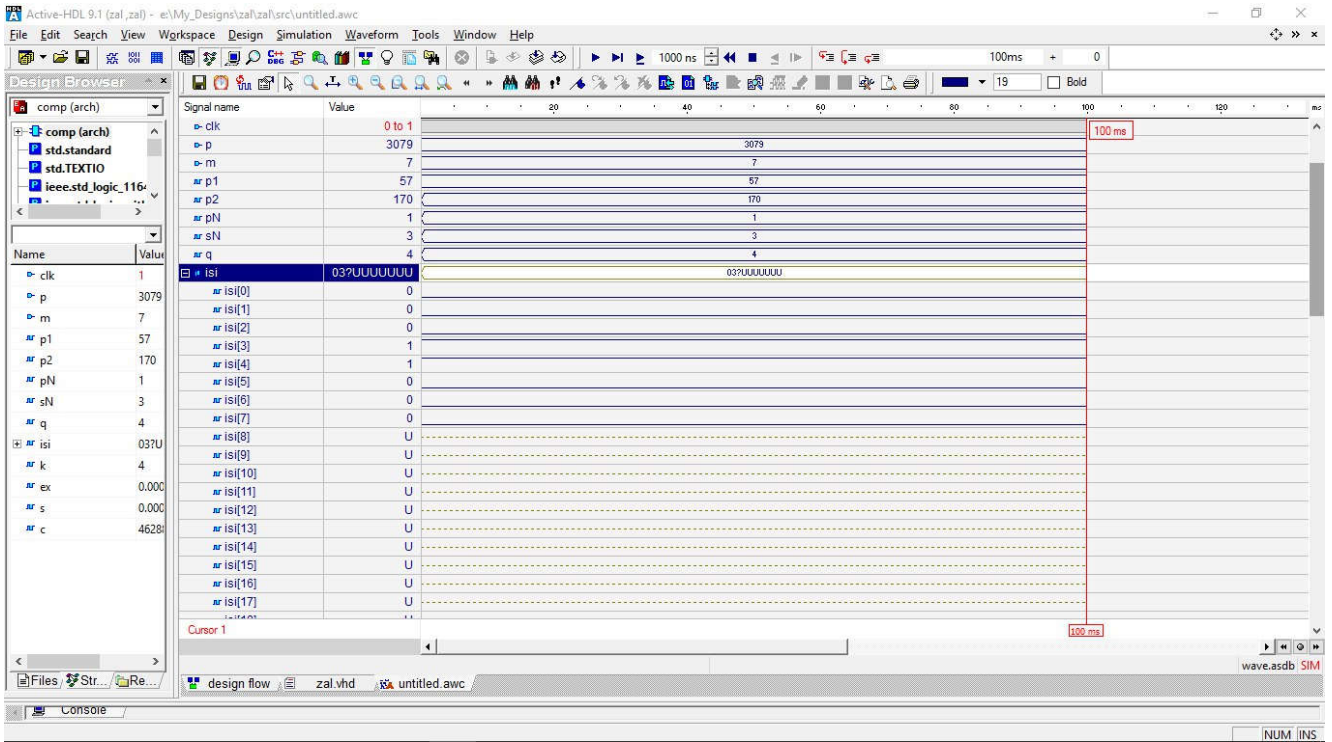 Active-HDL 9.1 (zal ,zal) - e:\My_Designs\zal\zal\src\untitled.awc
File Edit Search View Workspace Design Simulation Waveform Tools Window Help
1000 ns 100ms + 0
Design Browser 19 Bold
comp (arch)
comp (arch)
std.standard
std.TEXTIO
ieee.std_logic_1164
Name Value
clk 1
p 3079
m 7
p1 57
p2 170
pN 1
sN 3
q 4
isi 03?U
k 4
ex 0.000
s 0.000
c 4628
Files Str... Re...
Signal name Value 20 40 60 80 100 120 ms
clk 0 to 1 100 ms
p 3079 3079
m 7 7
p1 57 57
p2 170 170
pN 1 1
sN 3 3
q 4 4
isi 03?UUUUUUU 03?UUUUUUU
isi[0] 0
isi[1] 0
isi[2] 0
isi[3] 1
isi[4] 1
isi[5] 0
isi[6] 0
isi[7] 0
isi[8] U
isi[9] U
isi[10] U
isi[11] U
isi[12] U
isi[13] U
isi[14] U
isi[15] U
isi[16] U
isi[17] U
Cursor 1 100 ms
wave.asdb SIM
design flow zal.vhd untitled.awc
Console
NUM INS